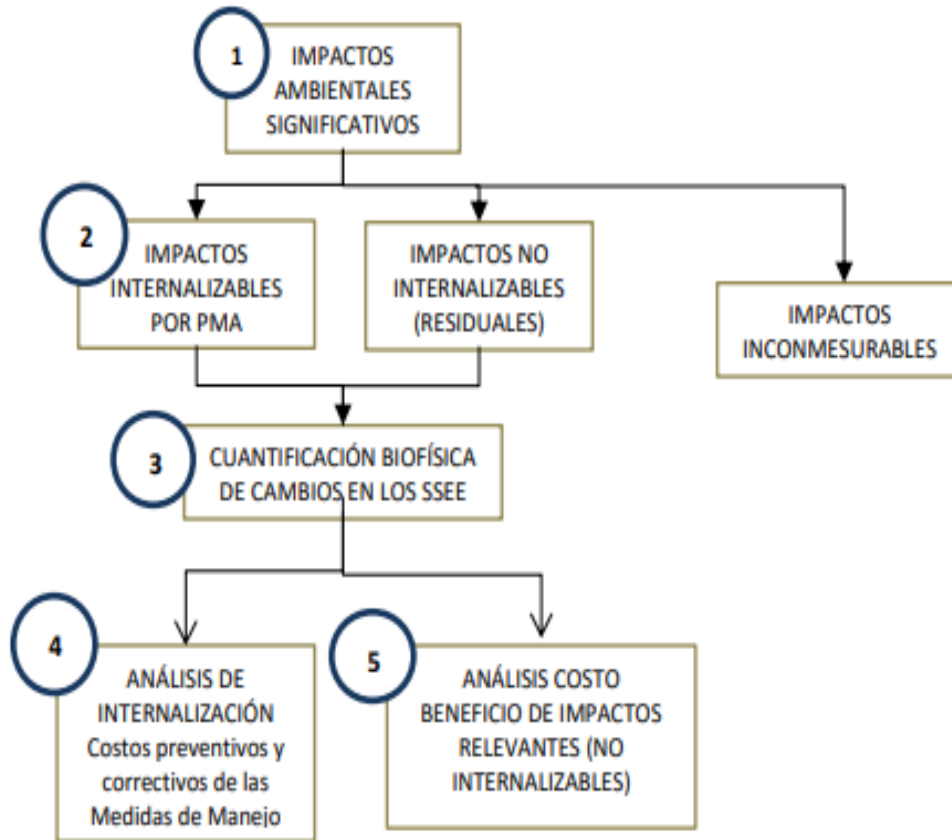 1
IMPACTOS
AMBIENTALES
SIGNIFICATIVOS
2
IMPACTOS
INTERNALIZABLES
POR PMA
IMPACTOS NO
INTERNALIZABLES
(RESIDUALES)
IMPACTOS
INCONMESURABLES
3
CUANTIFICACIÓN BIOFÍSICA
DE CAMBIOS EN LOS SSEE
4
ANÁLISIS DE
INTERNALIZACIÓN
Costos preventivos y
correctivos de las
Medidas de Manejo
5
ANÁLISIS COSTO
BENEFICIO DE IMPACTOS
RELEVANTES (NO
INTERNALIZABLES)